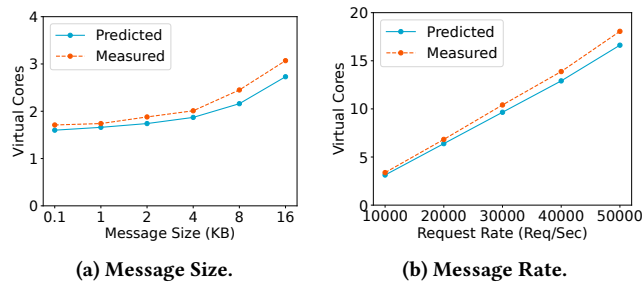 4
3
2
1
0
Virtual Cores
Predicted
Measured
0.1 1 2 4 8 16
Message Size (KB)
(a) Message Size.
20
15
10
5
0
Virtual Cores
Predicted
Measured
10000 20000 30000 40000 50000
Request Rate (Req/Sec)
(b) Message Rate.